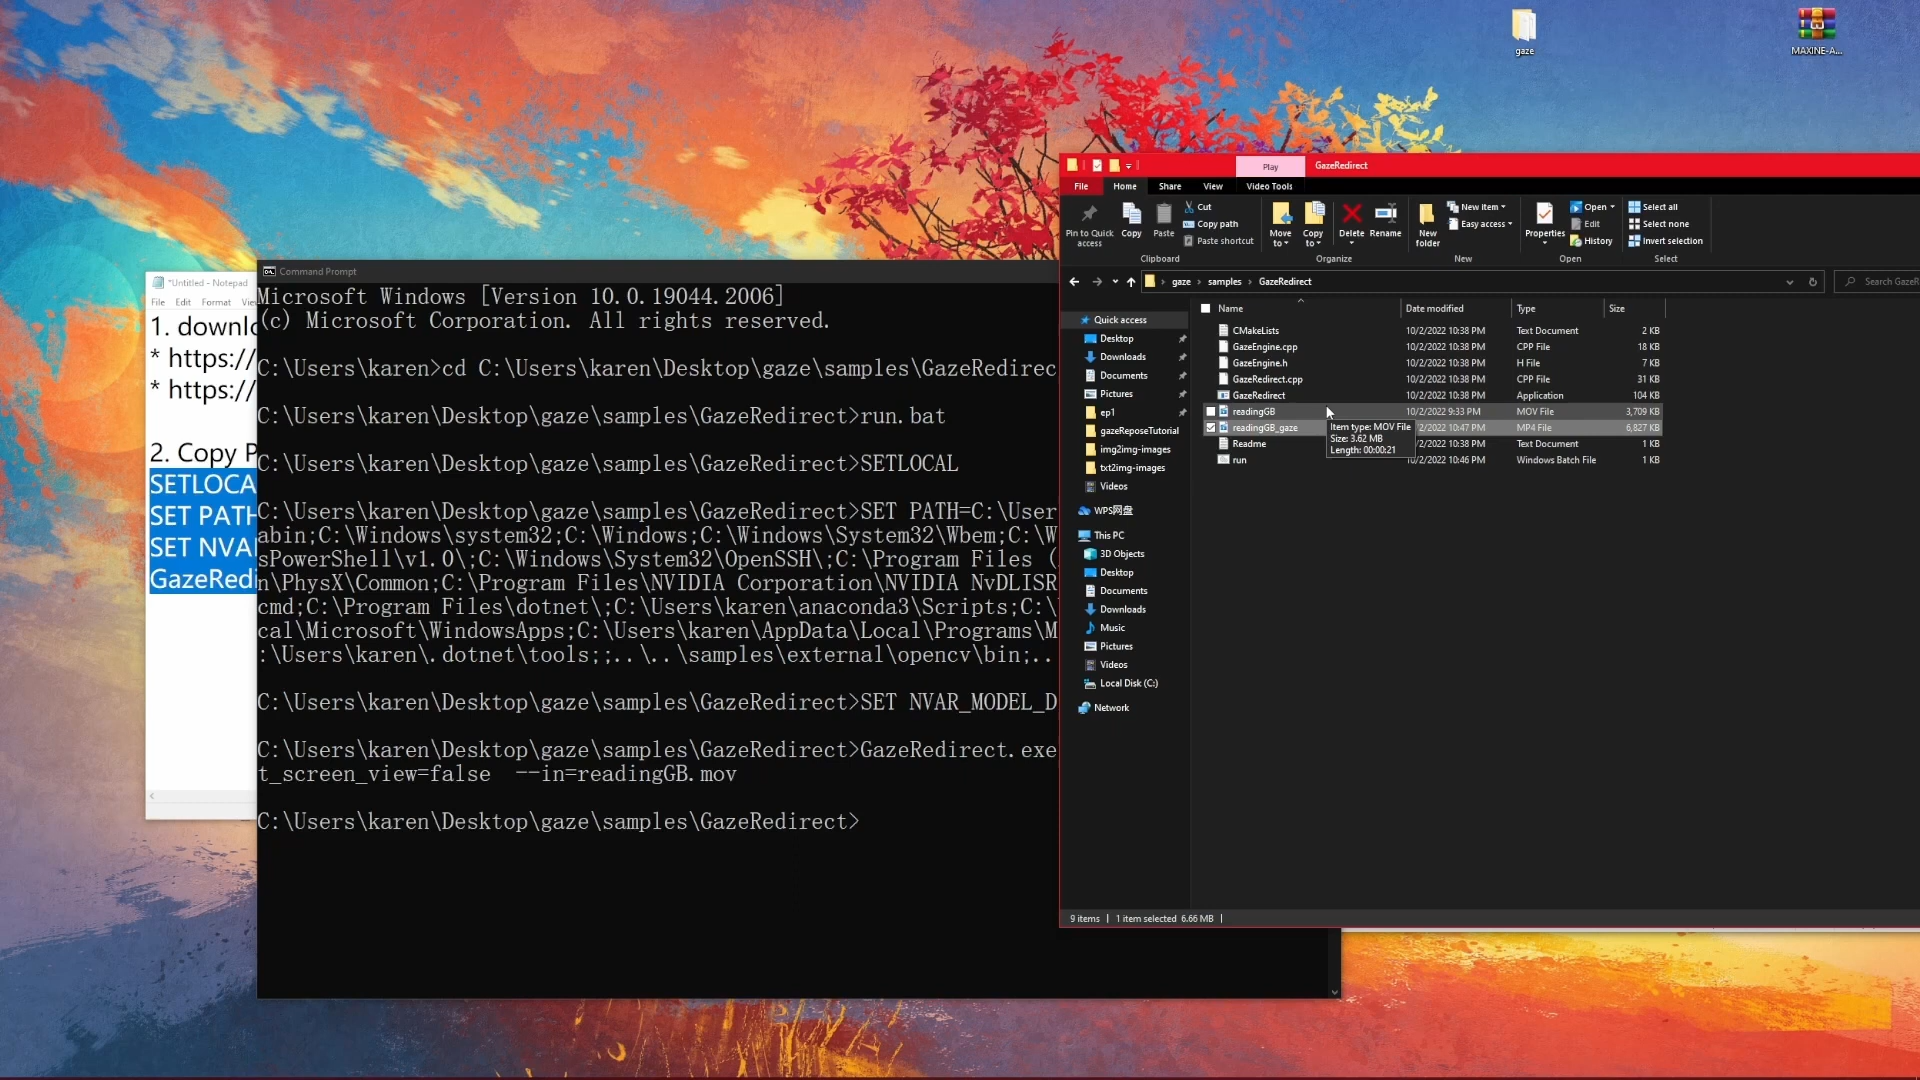 gaze
MAXINE-A...
*Untitled - Notepad
File Edit Format
1. downlo
* https://
* https://
2. Copy P
SETLOCA
SET PATH
SET NVA
GazeRedi
Command Prompt
Microsoft Windows [Version 10.0.19044.2006]
(c) Microsoft Corporation. All rights reserved.
C:\Users\karen>cd C:\Users\karen\Desktop\gaze\samples\GazeRedirec
C:\Users\karen\Desktop\gaze\samples\GazeRedirect>run.bat
C:\Users\karen\Desktop\gaze\samples\GazeRedirect>SETLOCAL
C:\Users\karen\Desktop\gaze\samples\GazeRedirect>SET PATH=C:\User
abin;C:\Windows\system32;C:\Windows;C:\Windows\System32\Wbem;C:\W
sPowerShell\v1.0\;C:\Windows\System32\OpenSSH\;C:\Program Files (
n\PhysX\Common;C:\Program Files\NVIDIA Corporation\NVIDIA NvDLISR
cmd;C:\Program Files\dotnet\;C:\Users\karen\anaconda3\Scripts;C:\
cal\Microsoft\WindowsApps;C:\Users\karen\AppData\Local\Programs\M
:\Users\karen\.dotnet\tools;;..\..\samples\external\opencv\bin;..
C:\Users\karen\Desktop\gaze\samples\GazeRedirect>SET NVAR_MODEL_D
C:\Users\karen\Desktop\gaze\samples\GazeRedirect>GazeRedirect.exe
t_screen_view=false --in=readingGB.mov
C:\Users\karen\Desktop\gaze\samples\GazeRedirect>
Play GazeRedirect
File Home Share View Video Tools
Pin to Quick access Copy Paste
Cut
Copy path
Paste shortcut
Move to Copy to Delete Rename
New folder
New item
Easy access
Properties
Open
Edit
History
Select all
Select none
Invert selection
Clipboard Organize New Open Select
gaze › samples › GazeRedirect
Search GazeR
Quick access
Desktop
Downloads
Documents
Pictures
ep1
gazeReposeTutorial
img2img-images
txt2img-images
Videos
WPS网盘
This PC
3D Objects
Desktop
Documents
Downloads
Music
Pictures
Videos
Local Disk (C:)
Network
Name Date modified Type Size
CMakeLists 10/2/2022 10:38 PM Text Document 2 KB
GazeEngine.cpp 10/2/2022 10:38 PM CPP File 18 KB
GazeEngine.h 10/2/2022 10:38 PM H File 7 KB
GazeRedirect.cpp 10/2/2022 10:38 PM CPP File 31 KB
GazeRedirect 10/2/2022 10:38 PM Application 104 KB
readingGB 10/2/2022 9:33 PM MOV File 3,709 KB
readingGB_gaze /2/2022 10:47 PM MP4 File 6,827 KB
Readme /2/2022 10:38 PM Text Document 1 KB
run 10/2/2022 10:46 PM Windows Batch File 1 KB
Item type: MOV File
Size: 3.62 MB
Length: 00:00:21
9 items 1 item selected 6.66 MB